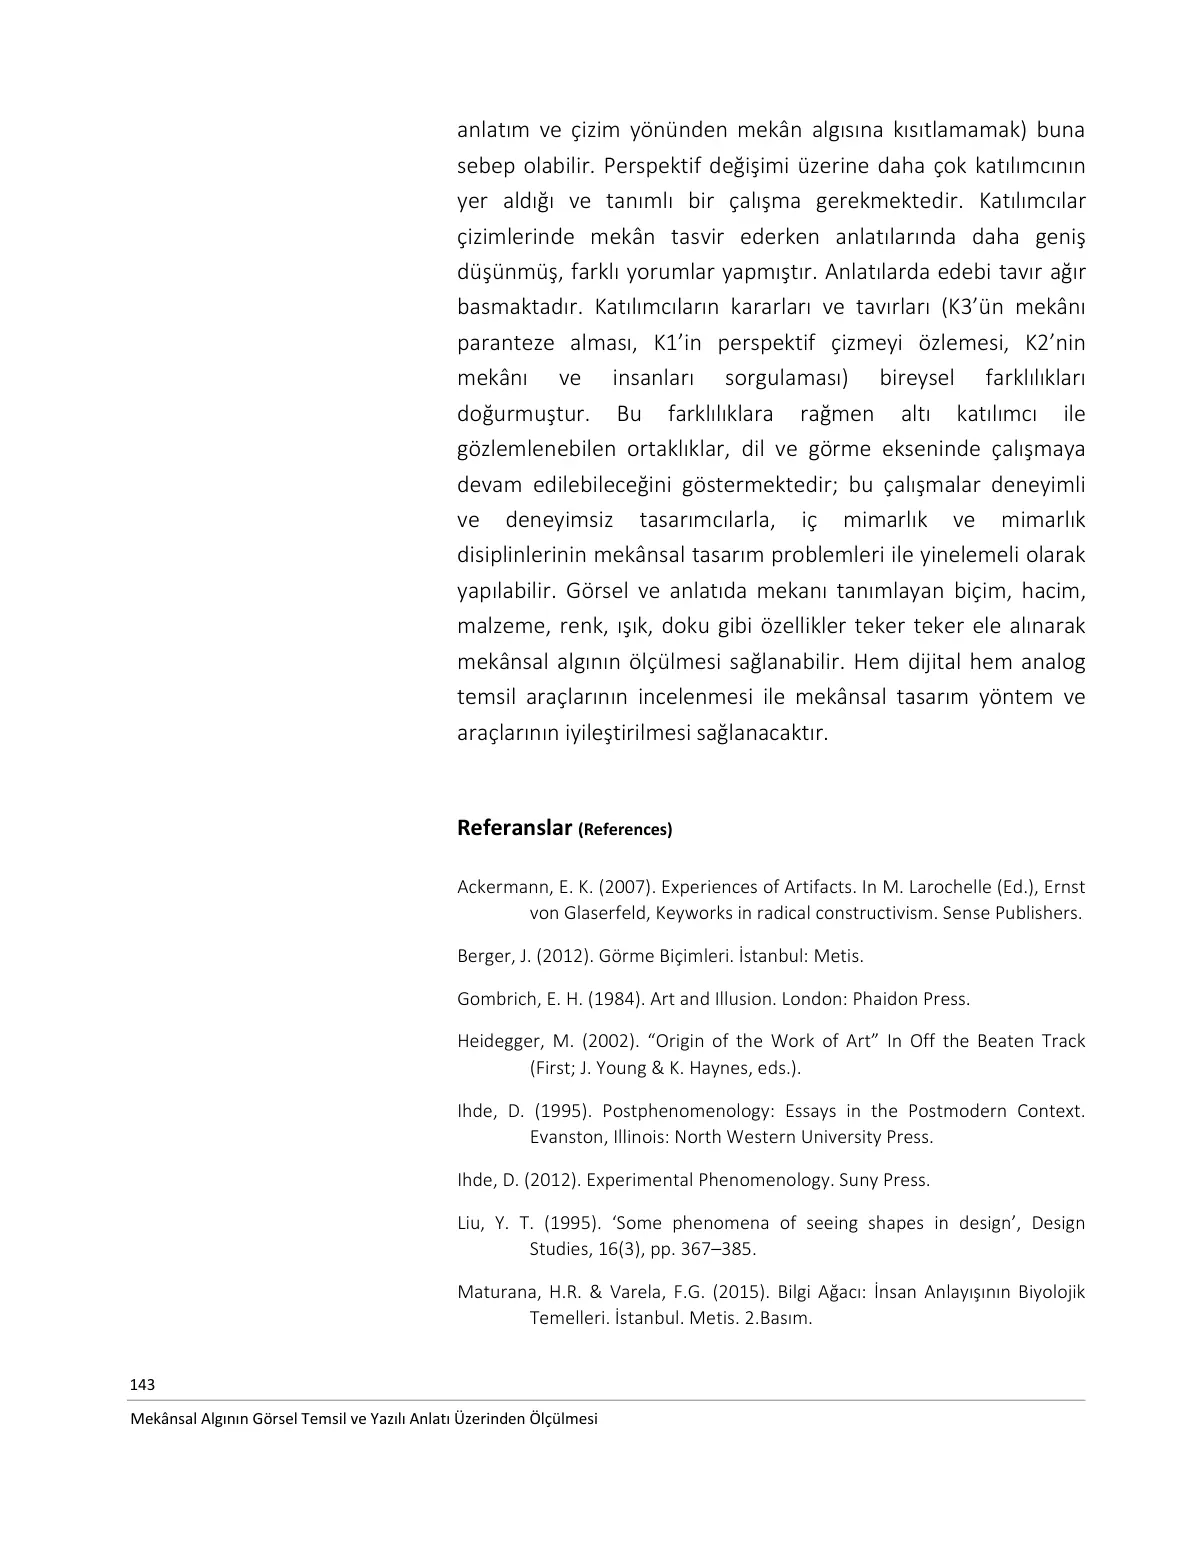 anlatım ve çizim yönünden mekân algısına kısıtlamamak) buna
sebep olabilir. Perspektif değişimi üzerine daha çok katılımcının
yer aldığı ve tanımlı bir çalışma gerekmektedir. Katılımcılar
çizimlerinde mekân tasvir ederken anlatılarında daha geniş
düşünmüş, farklı yorumlar yapmıştır. Anlatılarda edebi tavır ağır
basmaktadır. Katılımcıların kararları ve tavırları (K3’ün mekânı
paranteze alması, K1’in perspektif çizmeyi özlemesi, K2’nin
mekânı ve insanları sorgulaması) bireysel farklılıkları
doğurmuştur. Bu farklılıklara rağmen altı katılımcı ile
gözlemlenebilen ortaklıklar, dil ve görme ekseninde çalışmaya
devam edilebileceğini göstermektedir; bu çalışmalar deneyimli
ve deneyimsiz tasarımcılarla, iç mimarlık ve mimarlık
disiplinlerinin mekânsal tasarım problemleri ile yinelemeli olarak
yapılabilir. Görsel ve anlatıda mekanı tanımlayan biçim, hacim,
malzeme, renk, ışık, doku gibi özellikler teker teker ele alınarak
mekânsal algının ölçülmesi sağlanabilir. Hem dijital hem analog
temsil araçlarının incelenmesi ile mekânsal tasarım yöntem ve
araçlarının iyileştirilmesi sağlanacaktır.
Referanslar (References)
Ackermann, E. K. (2007). Experiences of Artifacts. In M. Larochelle (Ed.), Ernst
von Glaserfeld, Keyworks in radical constructivism. Sense Publishers.
Berger, J. (2012). Görme Biçimleri. İstanbul: Metis.
Gombrich, E. H. (1984). Art and Illusion. London: Phaidon Press.
Heidegger, M. (2002). “Origin of the Work of Art” In Off the Beaten Track
(First; J. Young & K. Haynes, eds.).
Ihde, D. (1995). Postphenomenology: Essays in the Postmodern Context.
Evanston, Illinois: North Western University Press.
Ihde, D. (2012). Experimental Phenomenology. Suny Press.
Liu, Y. T. (1995). ‘Some phenomena of seeing shapes in design’, Design
Studies, 16(3), pp. 367–385.
Maturana, H.R. & Varela, F.G. (2015). Bilgi Ağacı: İnsan Anlayışının Biyolojik
Temelleri. İstanbul. Metis. 2.Basım.
143
Mekânsal Algının Görsel Temsil ve Yazılı Anlatı Üzerinden Ölçülmesi